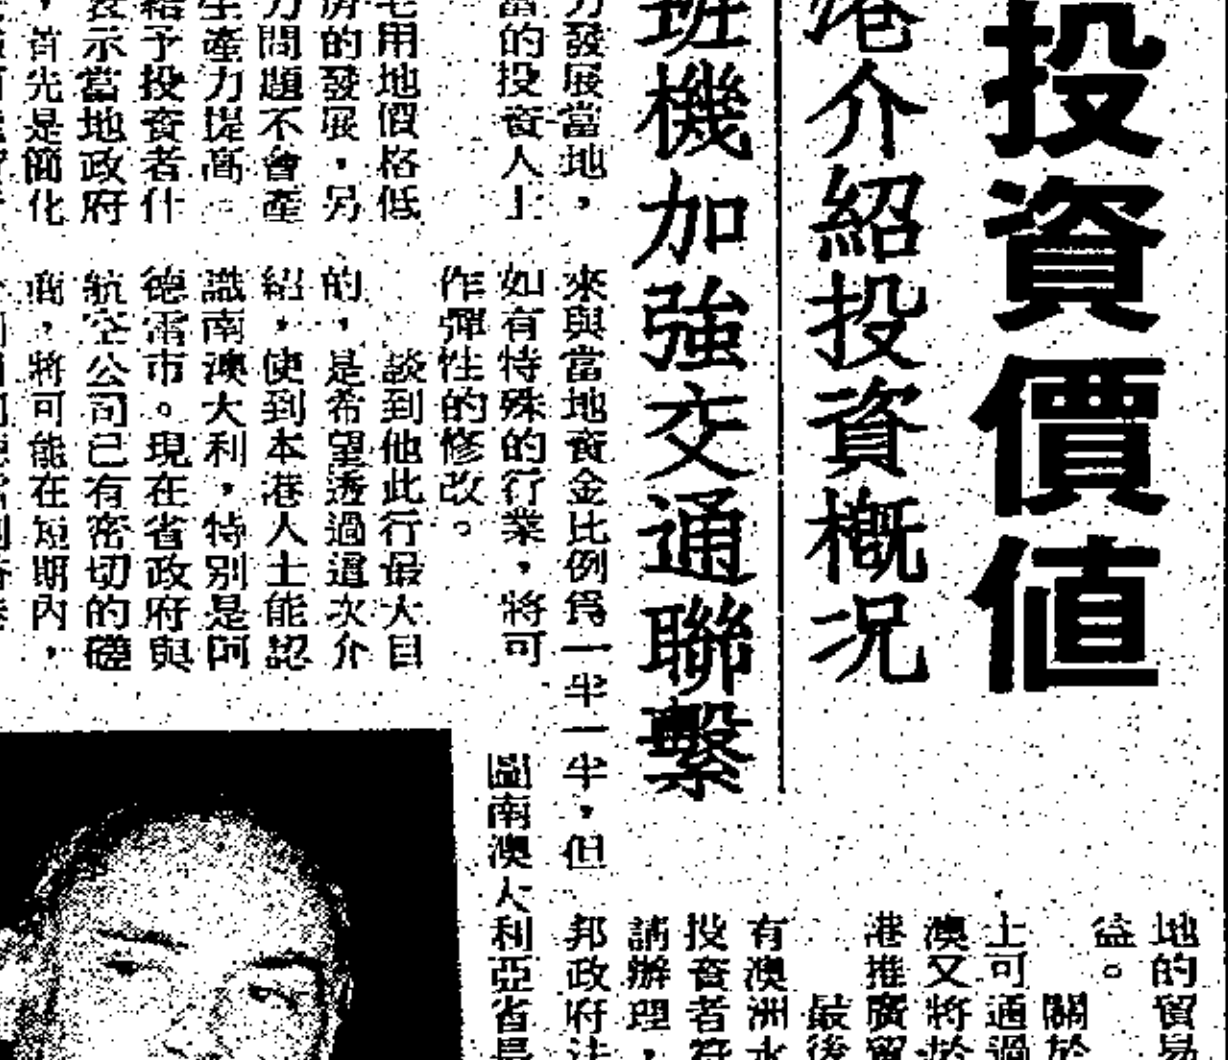 投資價值
港介紹投資概況
班機加強交通聯繫
力發展當地，
富的投資人士
宅用地價格低
的發展，另
力問題不會產
生產力提高。
給予投資者什
表示當地政府
，首先是簡化
來與當地資金比例爲一半一半，但
如有特殊的行業，將可
作彈性的修改。
談到他此行最大目
的，是希望透過這次介
紹，使到本港人士能認
識南澳大利，特別是阿
德雷市。現在省政府與
航空公司已有密切的磋
商，將可能在短期內，
圖南澳大利亞省長
地的貿易
益。
關於
上可通過
澳又將於
港推廣貿
最後
有澳洲水
投資者符
請辦理，
邦政府法